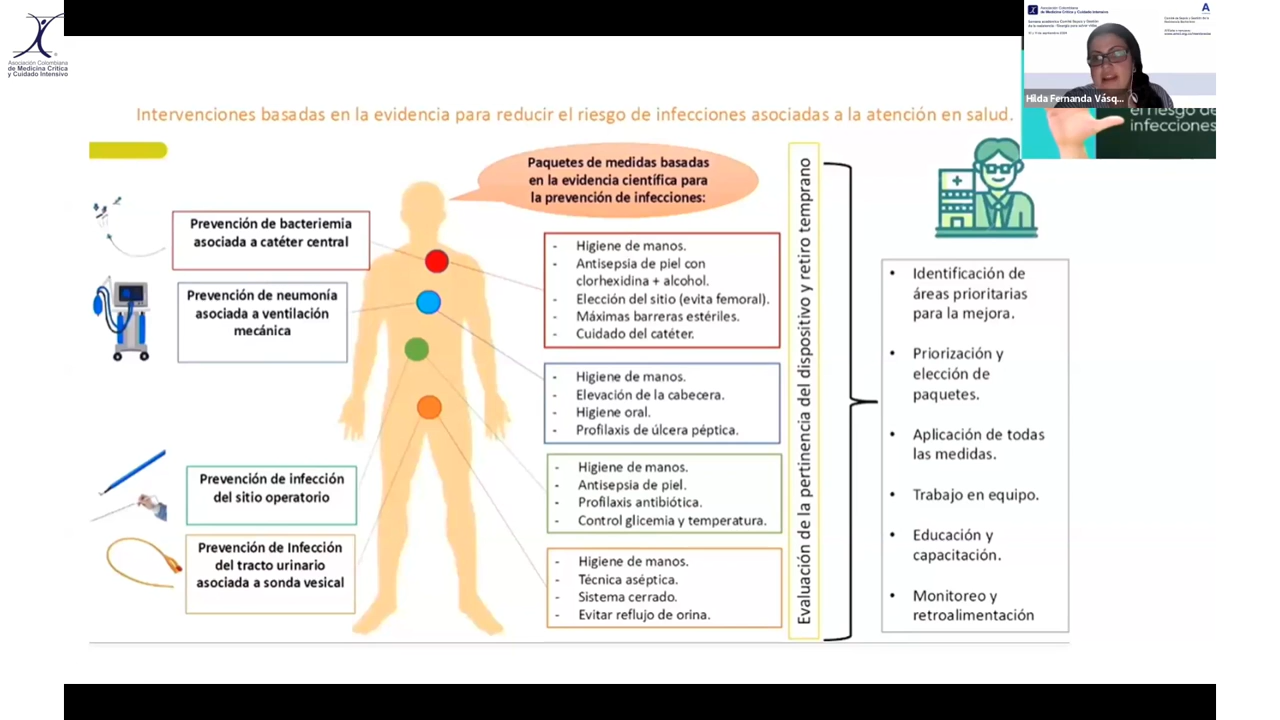 Asociación Colombiana
de Medicina Crítica
y Cuidado Intensivo
Asociación Colombiana
de Medicina Crítica y Cuidado Intensivo
Hilda Fernanda Vásq...
el riesgo de
infecciones
Intervenciones basadas en la evidencia para reducir el riesgo de infecciones asociadas a la atención en salud.
Paquetes de medidas basadas
en la evidencia científica para
la prevención de infecciones:
Prevención de bacteriemia
asociada a catéter central
Prevención de neumonía
asociada a ventilación
mecánica
Prevención de infección
del sitio operatorio
Prevención de Infección
del tracto urinario
asociada a sonda vesical
- Higiene de manos.
- Antisepsia de piel con
clorhexidina + alcohol.
- Elección del sitio (evita femoral).
- Máximas barreras estériles.
- Cuidado del catéter.
- Higiene de manos.
- Elevación de la cabecera.
- Higiene oral.
- Profilaxis de úlcera péptica.
- Higiene de manos.
- Antisepsia de piel.
- Profilaxis antibiótica.
- Control glicemia y temperatura.
- Higiene de manos.
- Técnica aséptica.
- Sistema cerrado.
- Evitar reflujo de orina.
Evaluación de la pertinencia del dispositivo y retiro temprano
• Identificación de
áreas prioritarias
para la mejora.
• Priorización y
elección de
paquetes.
• Aplicación de todas
las medidas.
• Trabajo en equipo.
• Educación y
capacitación.
• Monitoreo y
retroalimentación